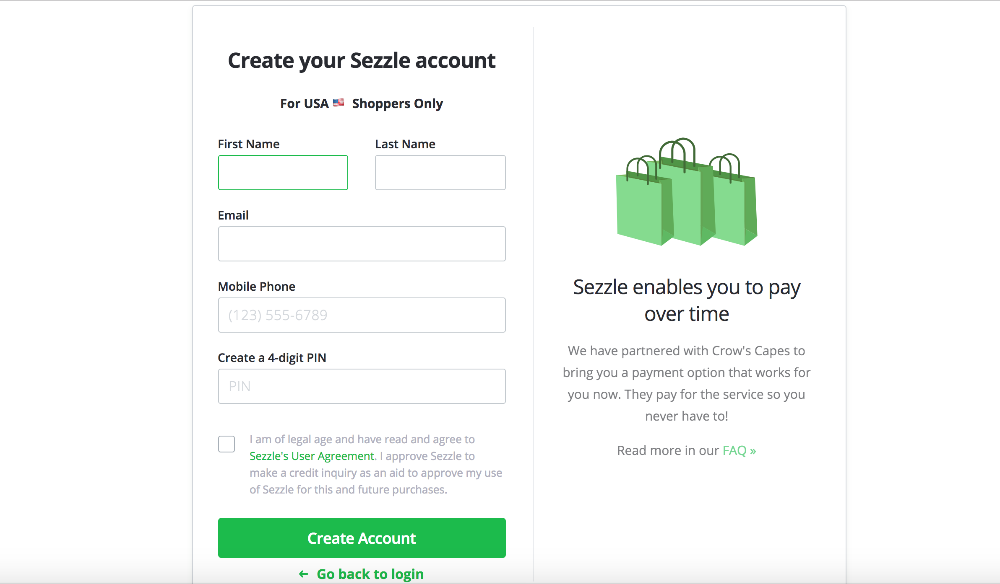 Create your Sezzle account
For USA 🇺🇸 Shoppers Only
First Name
Last Name
Email
Mobile Phone
(123) 555-6789
Create a 4-digit PIN
PIN
I am of legal age and have read and agree to
Sezzle's User Agreement. I approve Sezzle to
make a credit inquiry as an aid to approve my use
of Sezzle for this and future purchases.
Create Account
← Go back to login
Sezzle enables you to pay
over time
We have partnered with Crow's Capes to
bring you a payment option that works for
you now. They pay for the service so you
never have to!
Read more in our FAQ »